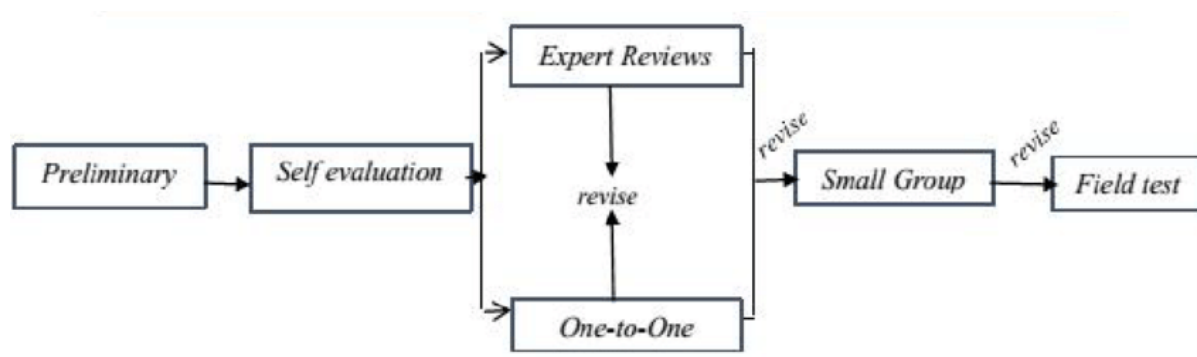 Preliminary
Self evaluation
Expert Reviews
revise
One-to-One
revise
Small Group
revise
Field test